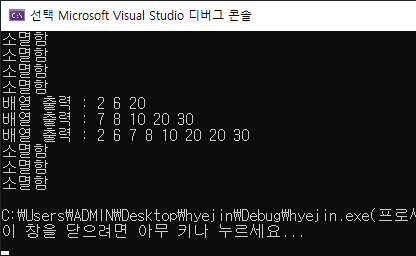 선택 Microsoft Visual Studio 디버그 콘솔
소멸함
소멸함
소멸함
소멸함
배열 출력 : 2 6 20
배열 출력 : 7 8 10 20 30
배열 출력 : 2 6 7 8 10 20 20 30
소멸함
소멸함
소멸함
C:\Users\ADMIN\Desktop\hyejin\Debug\hyejin.exe(프로세
이 창을 닫으려면 아무 키나 누르세요...